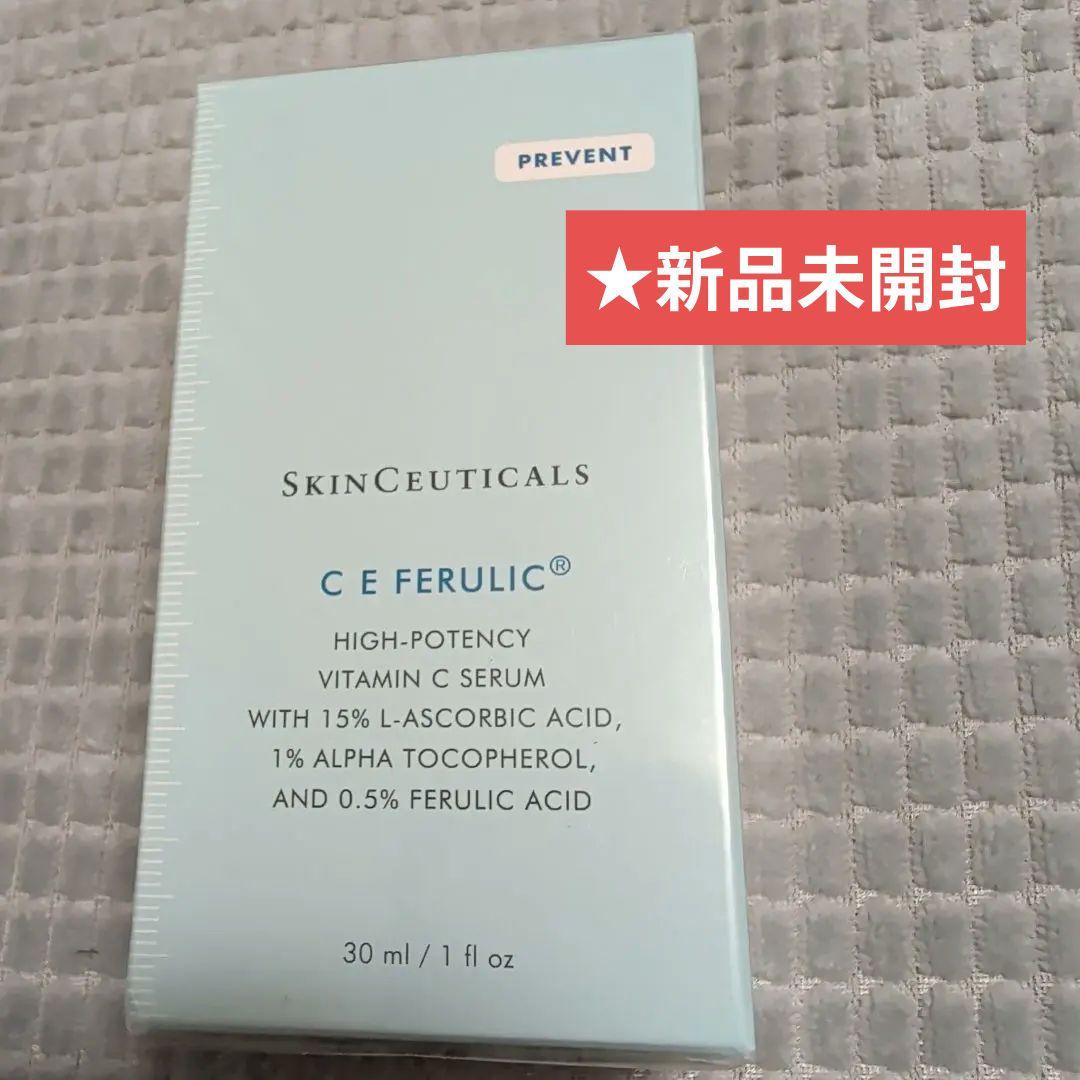 PREVENT
★新品未開封
SKINCEUTICALS
C E FERULIC®
HIGH-POTENCY
VITAMIN C SERUM
WITH 15% L-ASCORBIC ACID,
1% ALPHA TOCOPHEROL,
AND 0.5% FERULIC ACID
30 ml / 1 fl oz